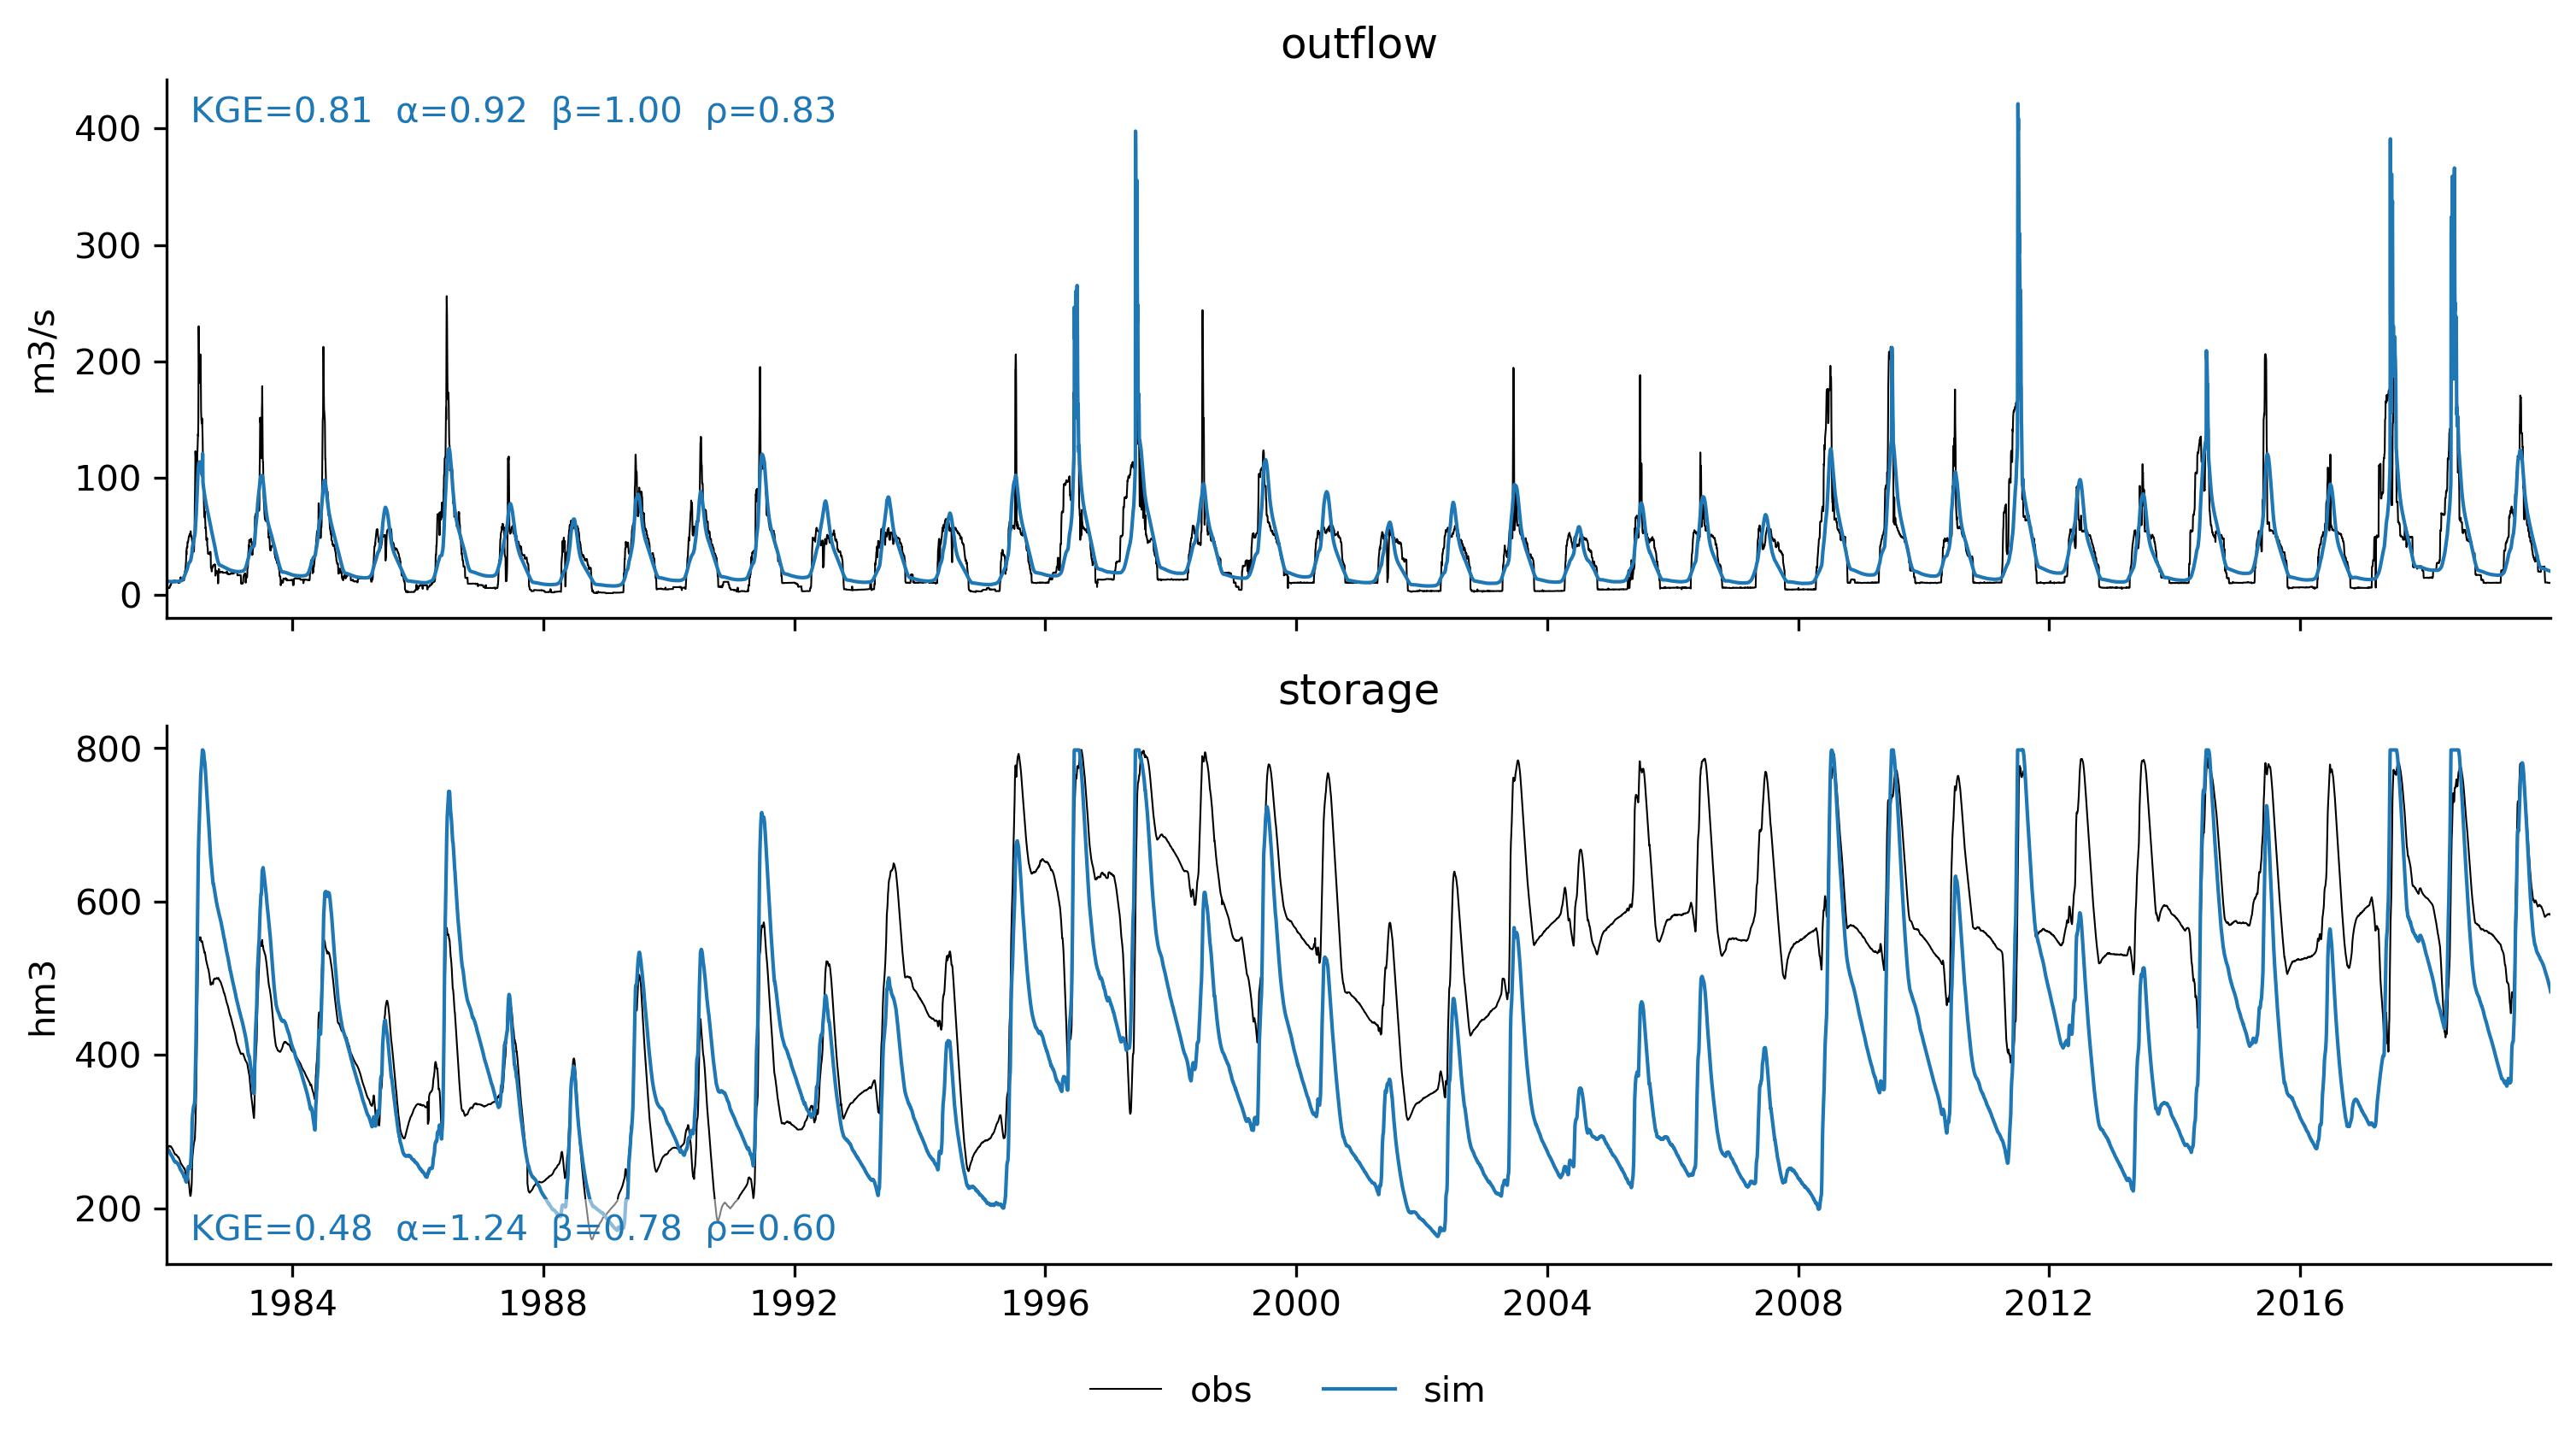 outflow
KGE=0.81 α=0.92 β=1.00 ρ=0.83
400
300
200
100
0
m3/s
storage
800
600
400
200
hm3
KGE=0.48 α=1.24 β=0.78 ρ=0.60
1984 1988 1992 1996 2000 2004 2008 2012 2016
obs sim